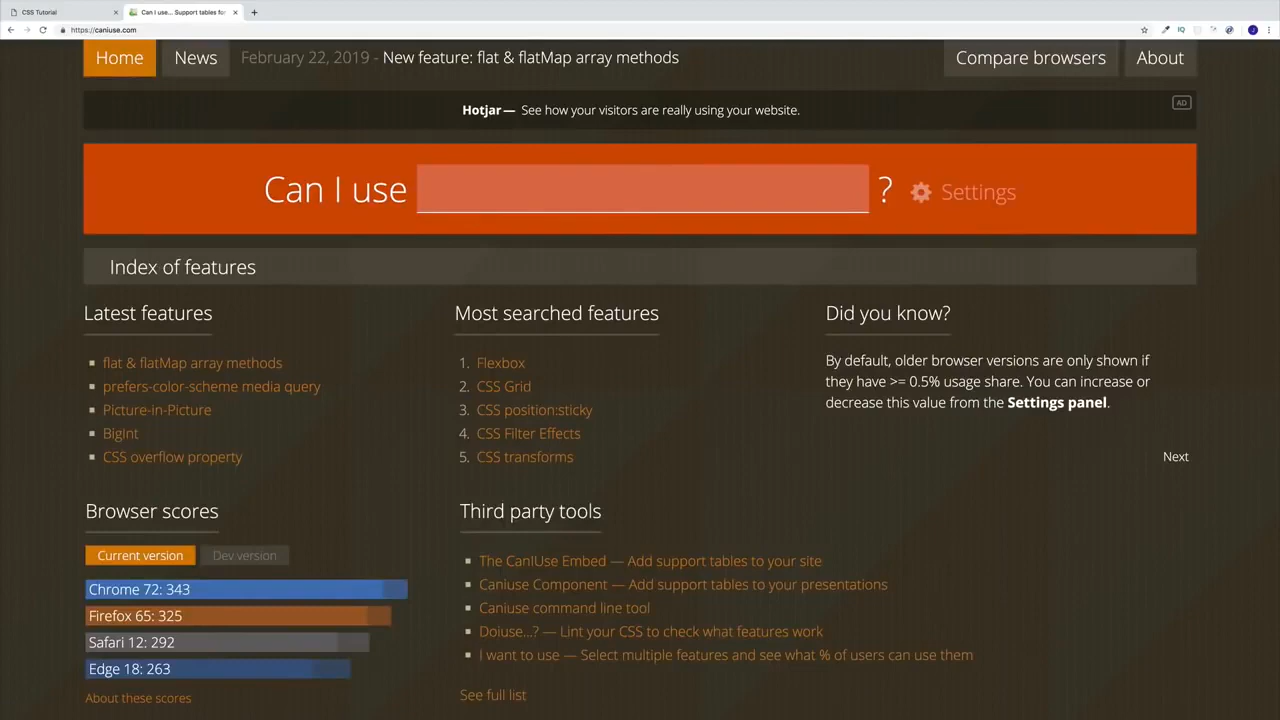 CSS Tutorial
Can I use... Support tables for
https://caniuse.com
Home
News
February 22, 2019 - New feature: flat & flatMap array methods
Compare browsers
About
Hotjar — See how your visitors are really using your website.
AD
Can I use
?
Settings
Index of features
Latest features
flat & flatMap array methods
prefers-color-scheme media query
Picture-in-Picture
BigInt
CSS overflow property
Most searched features
1. Flexbox
2. CSS Grid
3. CSS position:sticky
4. CSS Filter Effects
5. CSS transforms
Did you know?
By default, older browser versions are only shown if
they have >= 0.5% usage share. You can increase or
decrease this value from the Settings panel.
Next
Browser scores
Current version
Dev version
Chrome 72: 343
Firefox 65: 325
Safari 12: 292
Edge 18: 263
About these scores
Third party tools
The CanIUse Embed — Add support tables to your site
Caniuse Component — Add support tables to your presentations
Caniuse command line tool
Doiuse...? — Lint your CSS to check what features work
I want to use — Select multiple features and see what % of users can use them
See full list